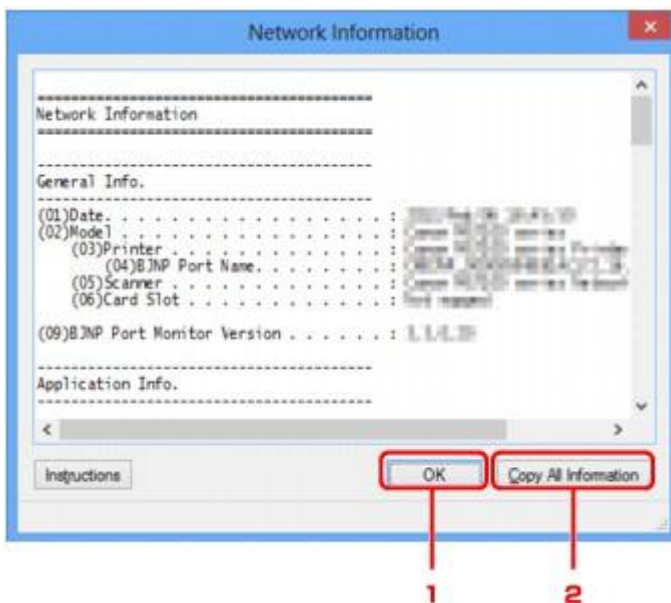 Network Information
==========================================
Network Information
==========================================
------------------------------------------
General Info.
------------------------------------------
(01)Date. . . . . . . . . . . . . . . . . . :
(02)Model . . . . . . . . . . . . . . . . . :
(03)Printer . . . . . . . . . . . . . . :
(04)BJNP Port Name. . . . . . . . . :
(05)Scanner . . . . . . . . . . . . . . :
(06)Card Slot . . . . . . . . . . . . . :
(09)BJNP Port Monitor Version . . . . . . :
------------------------------------------
Application Info.
------------------------------------------
Instructions
OK
Copy All Information
1
2